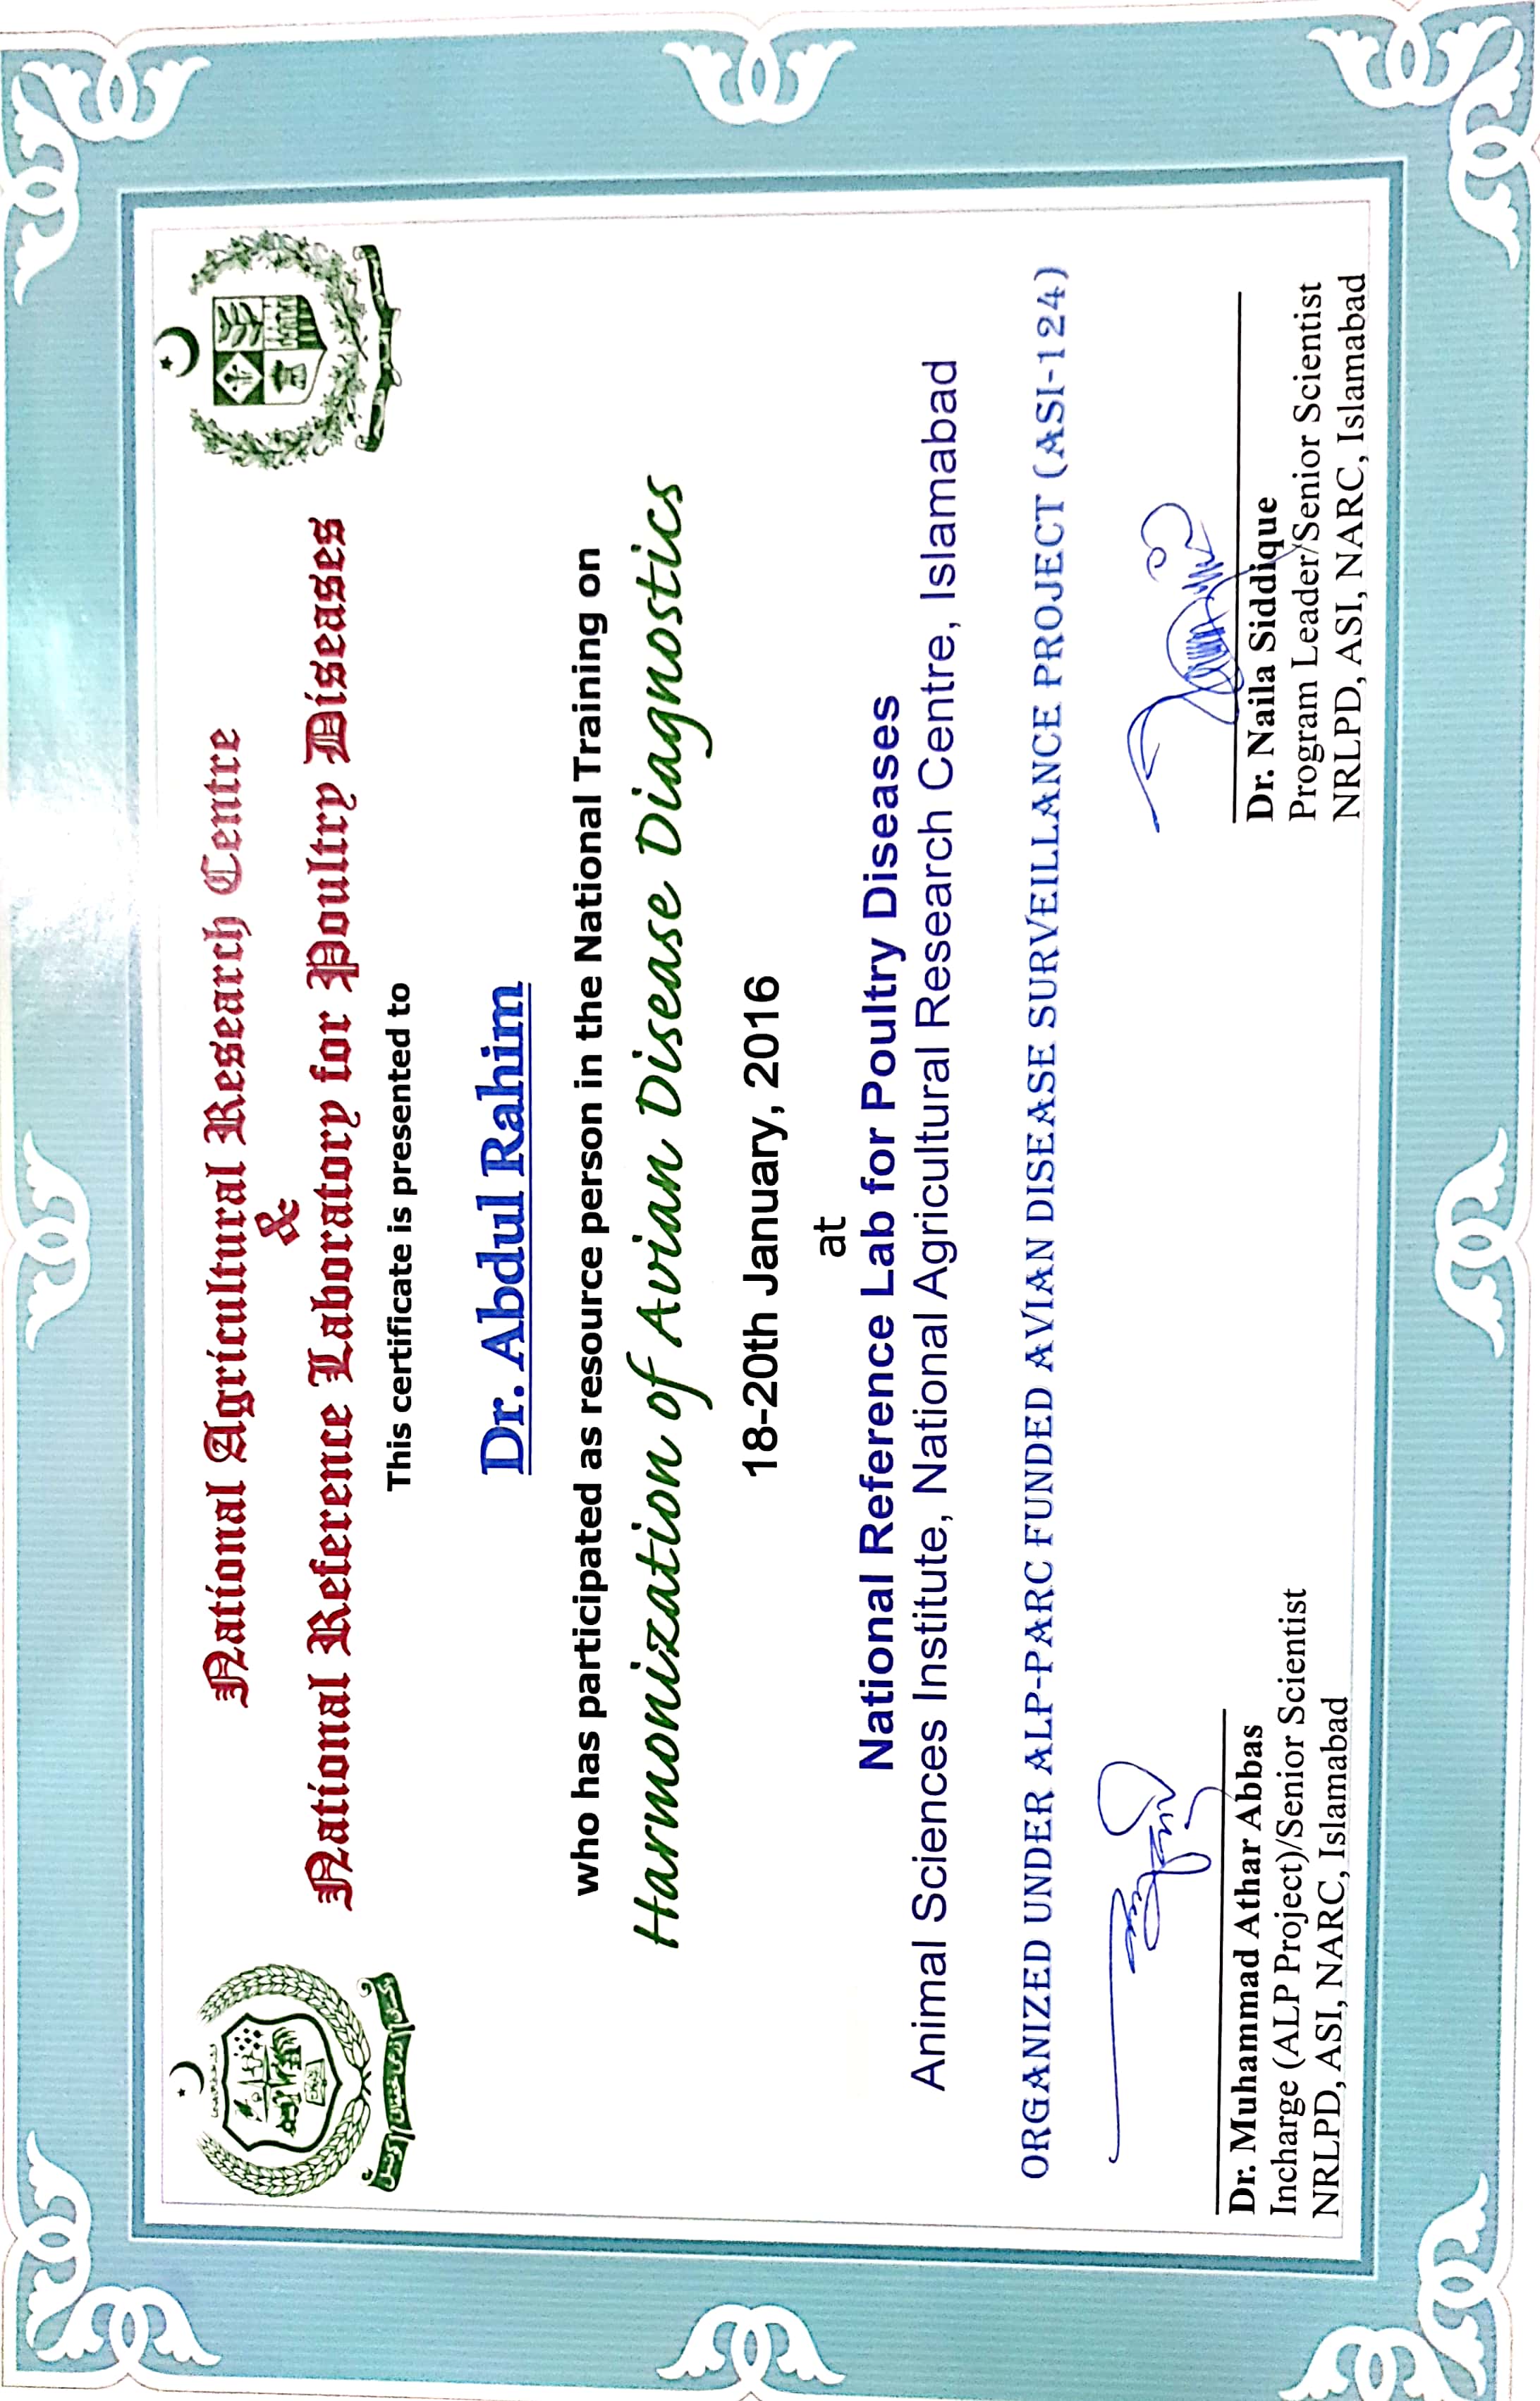 National Agricultural Research Centre
&
National Reference Laboratory for Poultry Diseases
This certificate is presented to
Dr. Abdul Rahim
who has participated as resource person in the National Training on
Harmonization of Avian Disease Diagnostics
18-20th January, 2016
at
National Reference Lab for Poultry Diseases
Animal Sciences Institute, National Agricultural Research Centre, Islamabad
ORGANIZED UNDER ALP-PARC FUNDED AVIAN DISEASE SURVEILLANCE PROJECT (ASI-124)
Dr. Muhammad Athar Abbas
Incharge (ALP Project)/Senior Scientist
NRLPD, ASI, NARC, Islamabad
Dr. Naila Siddique
Program Leader/Senior Scientist
NRLPD, ASI, NARC, Islamabad